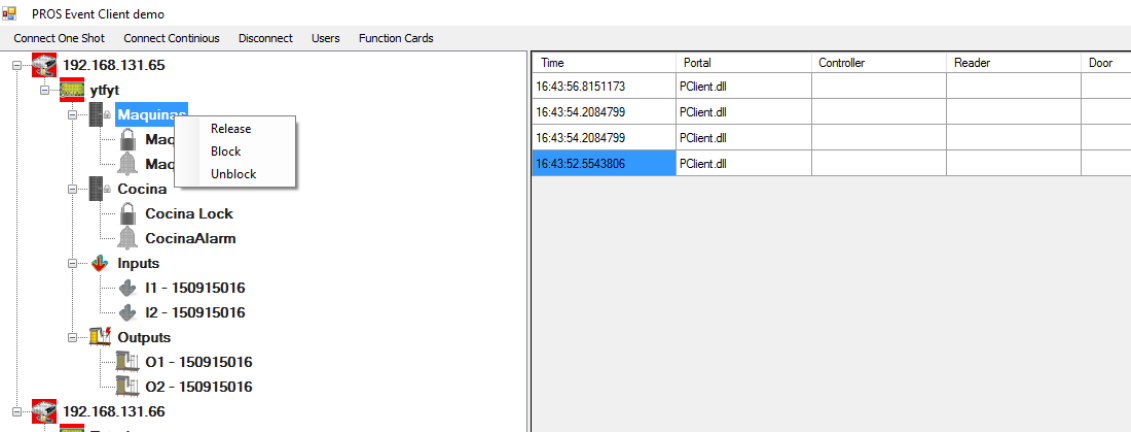 PROS Event Client demo
Connect One Shot Connect Continious Disconnect Users Function Cards
192.168.131.65
ytfyt
Maquinas
Maq
Maq
Release
Block
Unblock
Cocina
Cocina Lock
CocinaAlarm
Inputs
I1 - 150915016
I2 - 150915016
Outputs
O1 - 150915016
O2 - 150915016
192.168.131.66
Time Portal Controller Reader Door
16:43:56.8151173 PClient.dll
16:43:54.2084799 PClient.dll
16:43:54.2084799 PClient.dll
16:43:52.5543806 PClient.dll